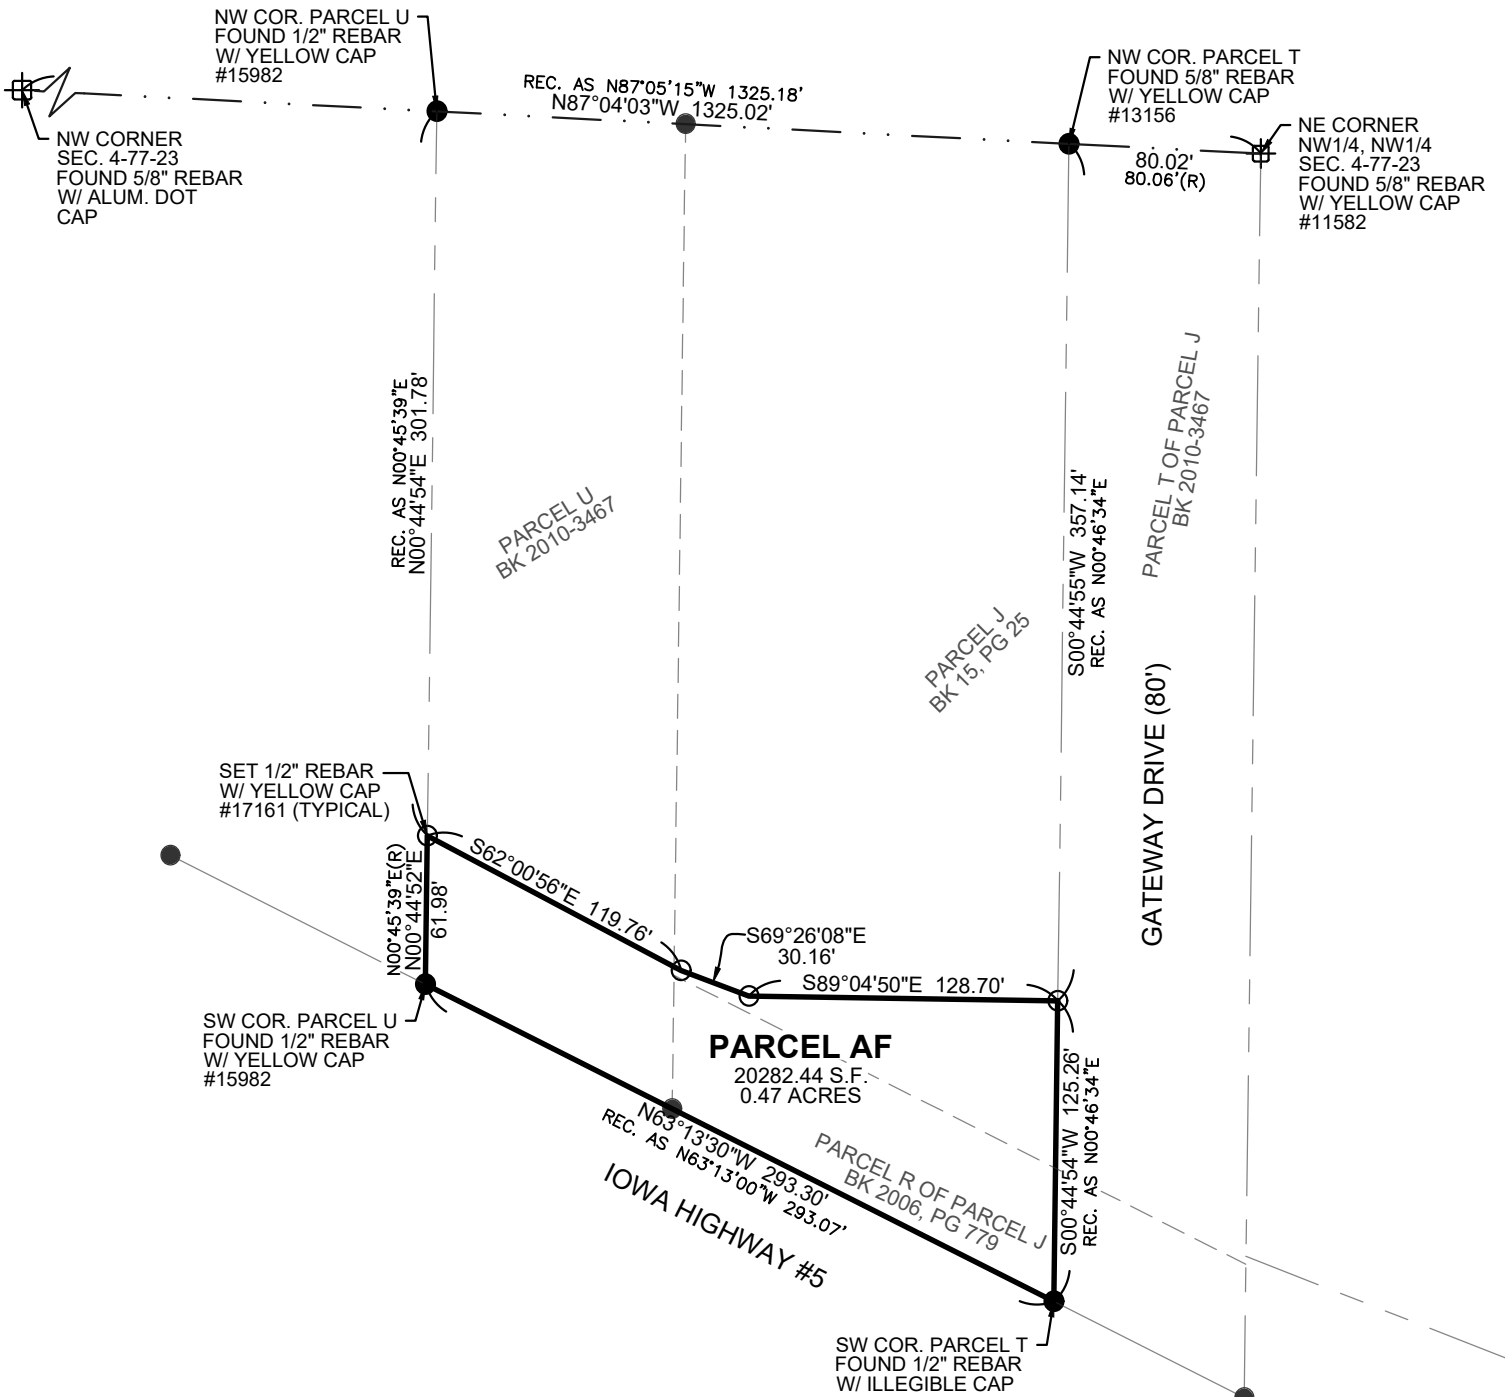 NW COR. PARCEL U
FOUND 1/2" REBAR
W/ YELLOW CAP
#15982
REC. AS N87°05'15"W 1325.18'
N87°04'03"W 1325.02'
NW COR. PARCEL T
FOUND 5/8" REBAR
W/ YELLOW CAP
#13156
NW CORNER
SEC. 4-77-23
FOUND 5/8" REBAR
W/ ALUM. DOT
CAP
80.02'
80.06'(R)
NE CORNER
NW1/4, NW1/4
SEC. 4-77-23
FOUND 5/8" REBAR
W/ YELLOW CAP
#11582
REC. AS N00°45'39"E
N00°44'54"E 301.78'
PARCEL U
BK 2010-3467
PARCEL J
BK 15, PG 25
S00°44'55"W 357.14'
REC. AS N00°46'34"E
PARCEL T OF PARCEL J
BK 2010-3467
GATEWAY DRIVE (80')
SET 1/2" REBAR
W/ YELLOW CAP
#17161 (TYPICAL)
N00°45'39"E(R)
N00°44'52"E
61.98'
S62°00'56"E 119.76'
S69°26'08"E
30.16'
S89°04'50"E 128.70'
SW COR. PARCEL U
FOUND 1/2" REBAR
W/ YELLOW CAP
#15982
PARCEL AF
20282.44 S.F.
0.47 ACRES
S00°44'54"W 125.26'
REC. AS N00°46'34"E
N63°13'30"W 293.30'
REC. AS N63°13'00"W 293.07'
PARCEL R OF PARCEL J
BK 2006, PG 779
IOWA HIGHWAY #5
SW COR. PARCEL T
FOUND 1/2" REBAR
W/ ILLEGIBLE CAP